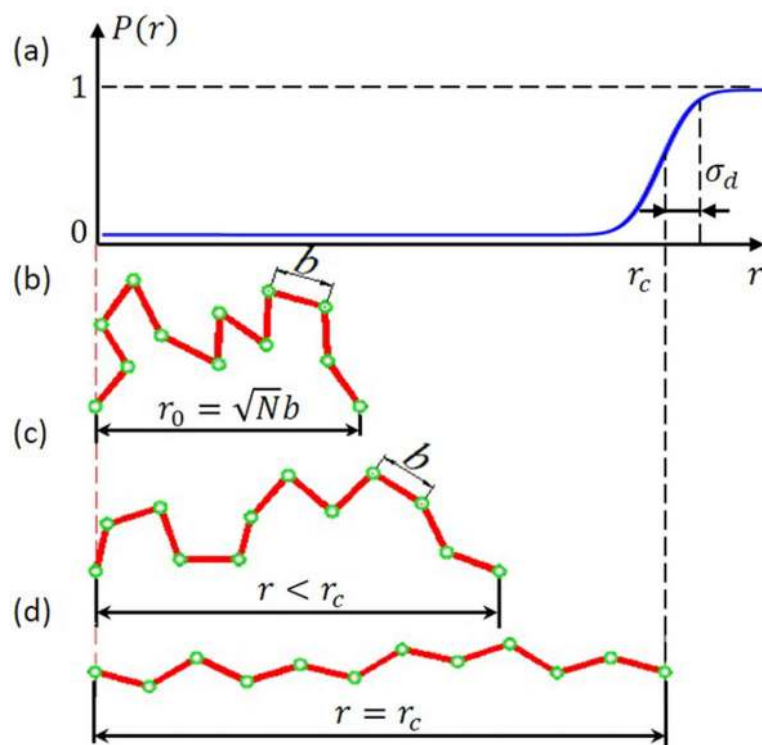 (a)
P(r)
1
0
σ_d
r_c
r
(b)
b
r_0 = √N b
(c)
b
r < r_c
(d)
r = r_c